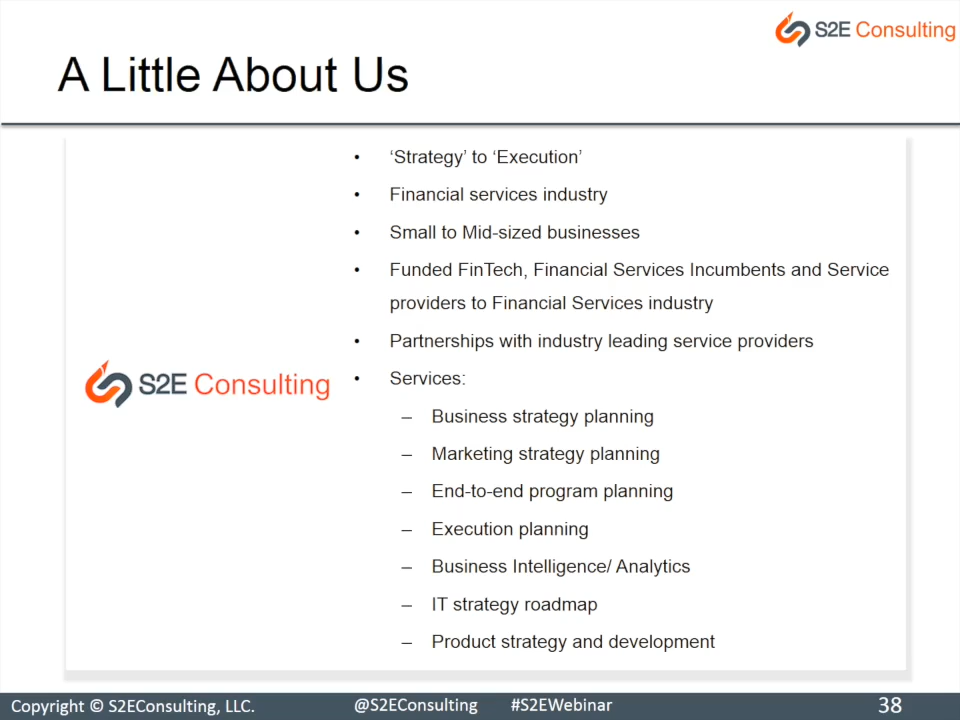 S2E Consulting
A Little About Us
• ‘Strategy’ to ‘Execution’
• Financial services industry
• Small to Mid-sized businesses
• Funded FinTech, Financial Services Incumbents and Service
providers to Financial Services industry
• Partnerships with industry leading service providers
S2E Consulting
• Services:
– Business strategy planning
– Marketing strategy planning
– End-to-end program planning
– Execution planning
– Business Intelligence/ Analytics
– IT strategy roadmap
– Product strategy and development
Copyright © S2EConsulting, LLC. @S2EConsulting #S2EWebinar 38